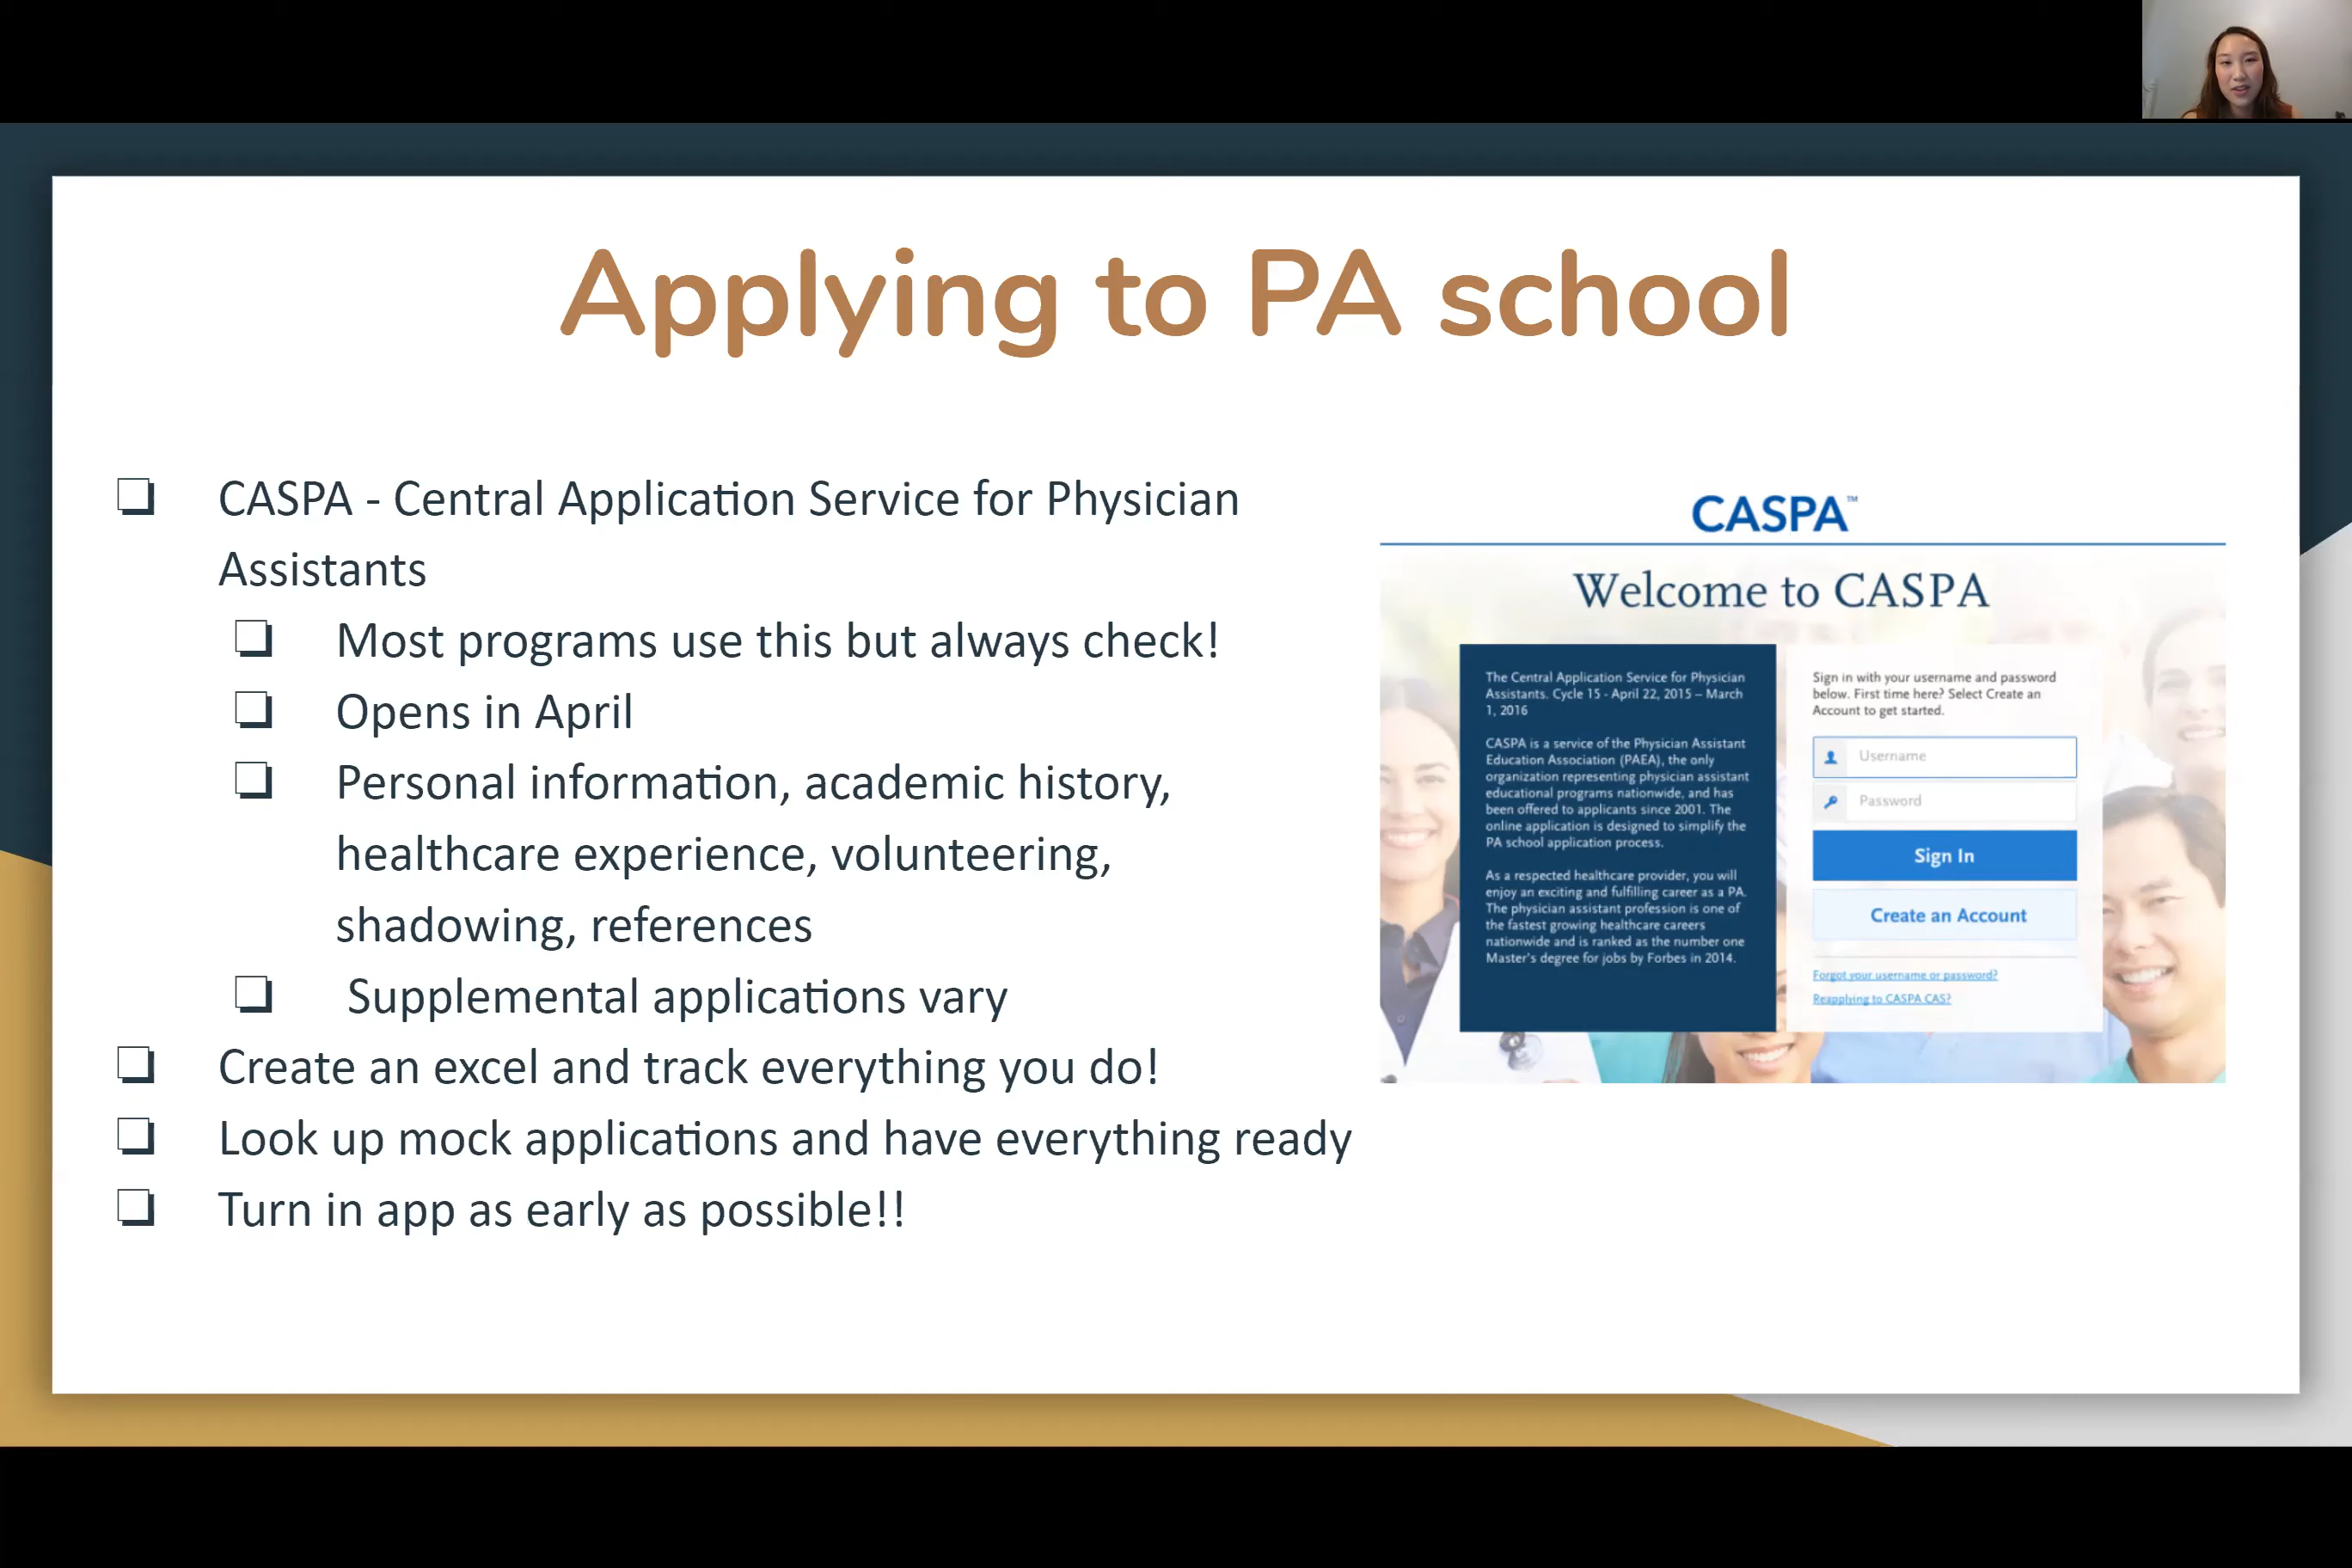 Applying to PA school
CASPA - Central Application Service for Physician
Assistants
Most programs use this but always check!
Opens in April
Personal information, academic history,
healthcare experience, volunteering,
shadowing, references
Supplemental applications vary
Create an excel and track everything you do!
Look up mock applications and have everything ready
Turn in app as early as possible!!
CASPA™
Welcome to CASPA
The Central Application Service for Physician
Assistants. Cycle 15 - April 22, 2015 – March
1, 2016
CASPA is a service of the Physician Assistant
Education Association (PAEA), the only
organization representing physician assistant
educational programs nationwide, and has
been offered to applicants since 2001. The
online application is designed to simplify the
PA school application process.
As a respected healthcare provider, you will
enjoy an exciting and fulfilling career as a PA.
The physician assistant profession is one of
the fastest growing healthcare careers
nationwide and is ranked as the number one
Master's degree for jobs by Forbes in 2014.
Sign in with your username and password
below. First time here? Select Create an
Account to get started.
Username
Password
Sign In
Create an Account
Forgot your username or password?
Reapplying to CASPA CAS?